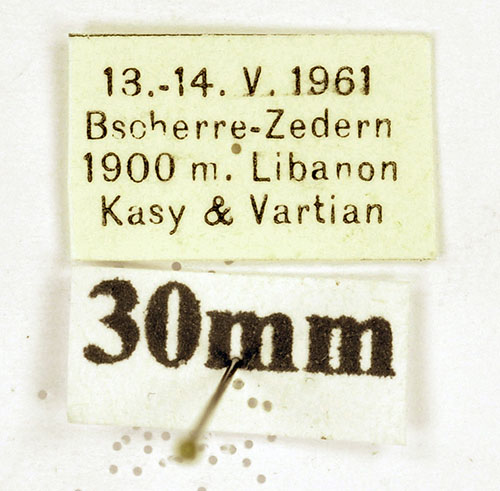 13.-14. V. 1961
Bscherre-Zedern
1900 m. Libanon
Kasy & Vartian
30mm